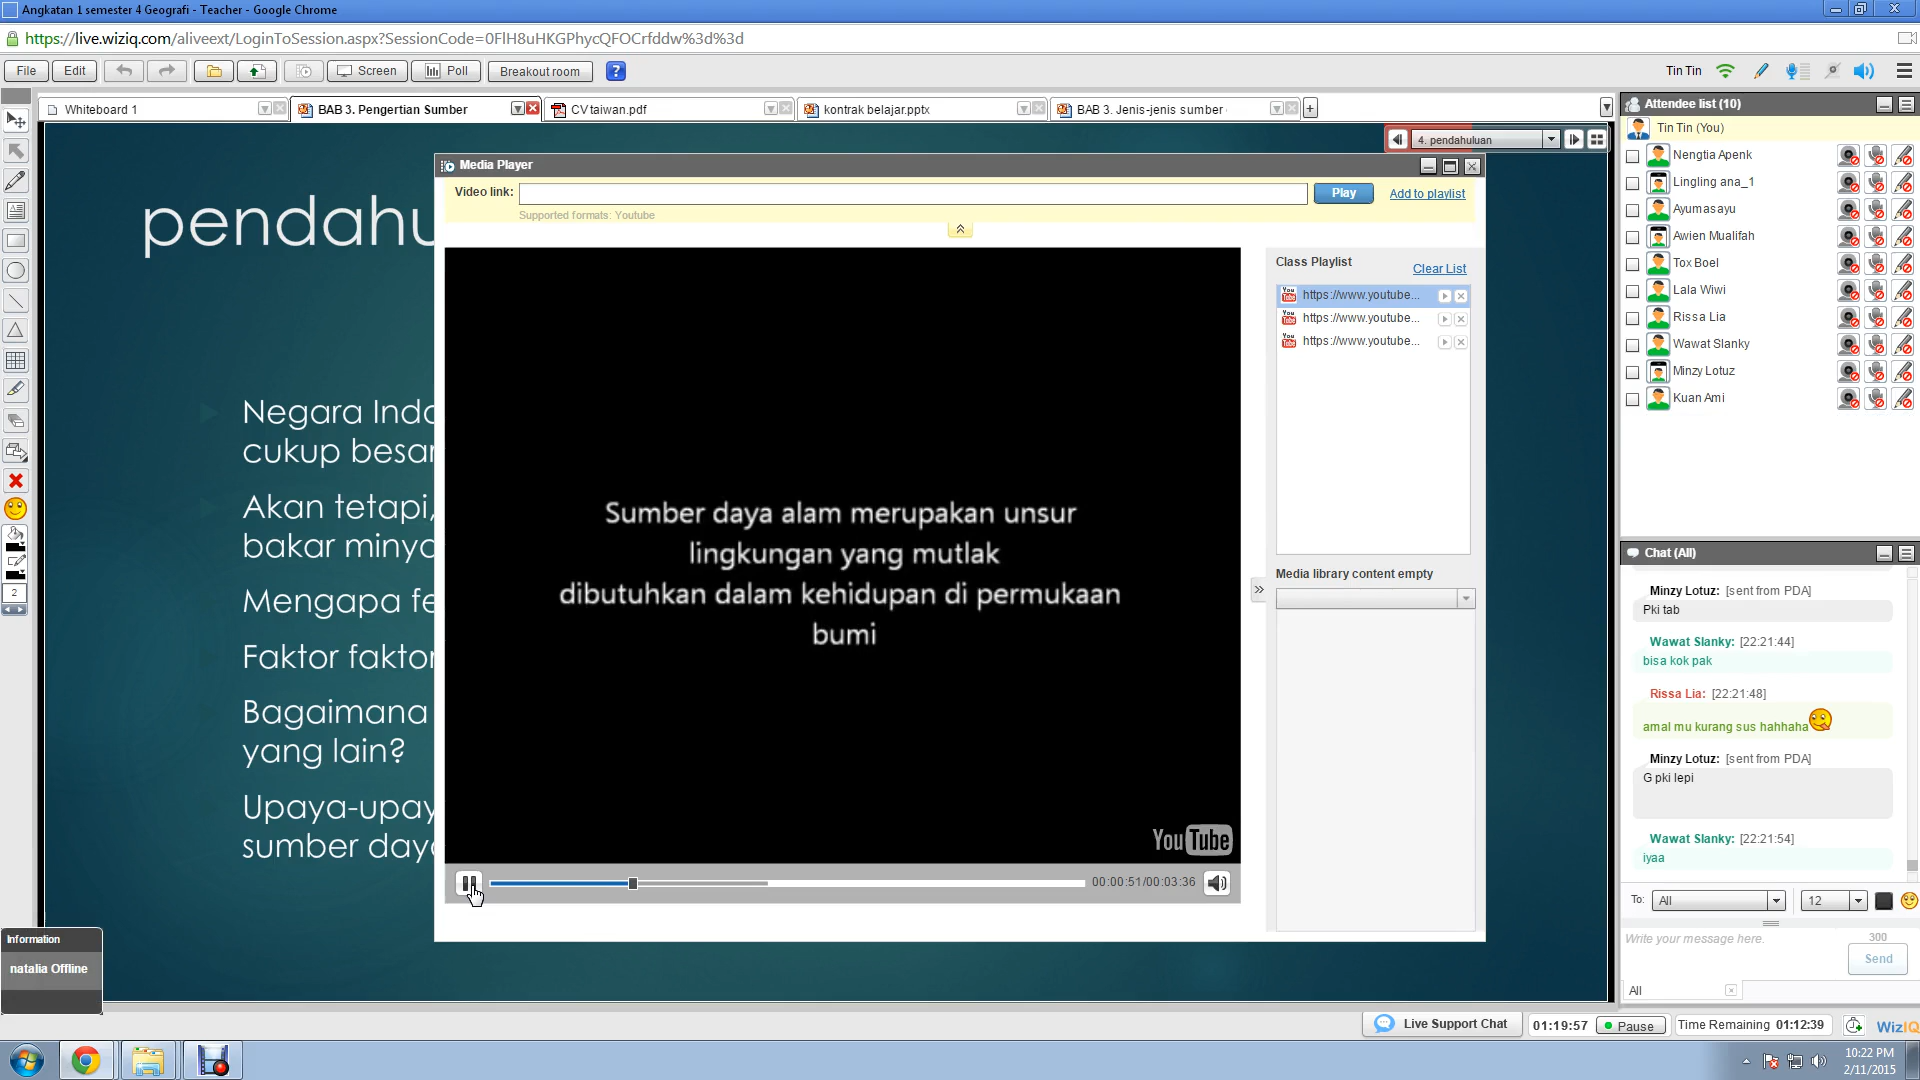 Angkatan 1 semester 4 Geografi - Teacher - Google Chrome
https://live.wiziq.com/aliveext/LoginToSession.aspx?SessionCode=0FlH8uHKGPhycQFOCrfddw%3d%3d
File Edit Screen Poll Breakout room ? Tin Tin
Whiteboard 1 BAB 3. Pengertian Sumber CV taiwan.pdf kontrak belajar.pptx BAB 3. Jenis-jenis sumber
4. pendahuluan
pendahu
Negara Indo
cukup besar
Akan tetapi,
bakar minya
Mengapa fe
Faktor faktor
Bagaimana
yang lain?
Upaya-upay
sumber daya
2
Media Player
Video link: Play Add to playlist
Supported formats: Youtube
Sumber daya alam merupakan unsur
lingkungan yang mutlak
dibutuhkan dalam kehidupan di permukaan
bumi
YouTube
00:00:51/00:03:36
Class Playlist Clear List
You Tube https://www.youtube...
You Tube https://www.youtube...
You Tube https://www.youtube...
Media library content empty
Attendee list (10)
Tin Tin (You)
Nengtia Apenk
Lingling ana_1
Ayumasayu
Awien Mualifah
Tox Boel
Lala Wiwi
Rissa Lia
Wawat Slanky
Minzy Lotuz
Kuan Ami
Chat (All)
Minzy Lotuz: [sent from PDA]
Pki tab
Wawat Slanky: [22:21:44]
bisa kok pak
Rissa Lia: [22:21:48]
amal mu kurang sus hahhaha
Minzy Lotuz: [sent from PDA]
G pki lepi
Wawat Slanky: [22:21:54]
iyaa
To: All 12
Write your message here. 300
Send
All
Information
natalia Offline
Live Support Chat 01:19:57 Pause Time Remaining 01:12:39 WizIQ
10:22 PM
2/11/2015